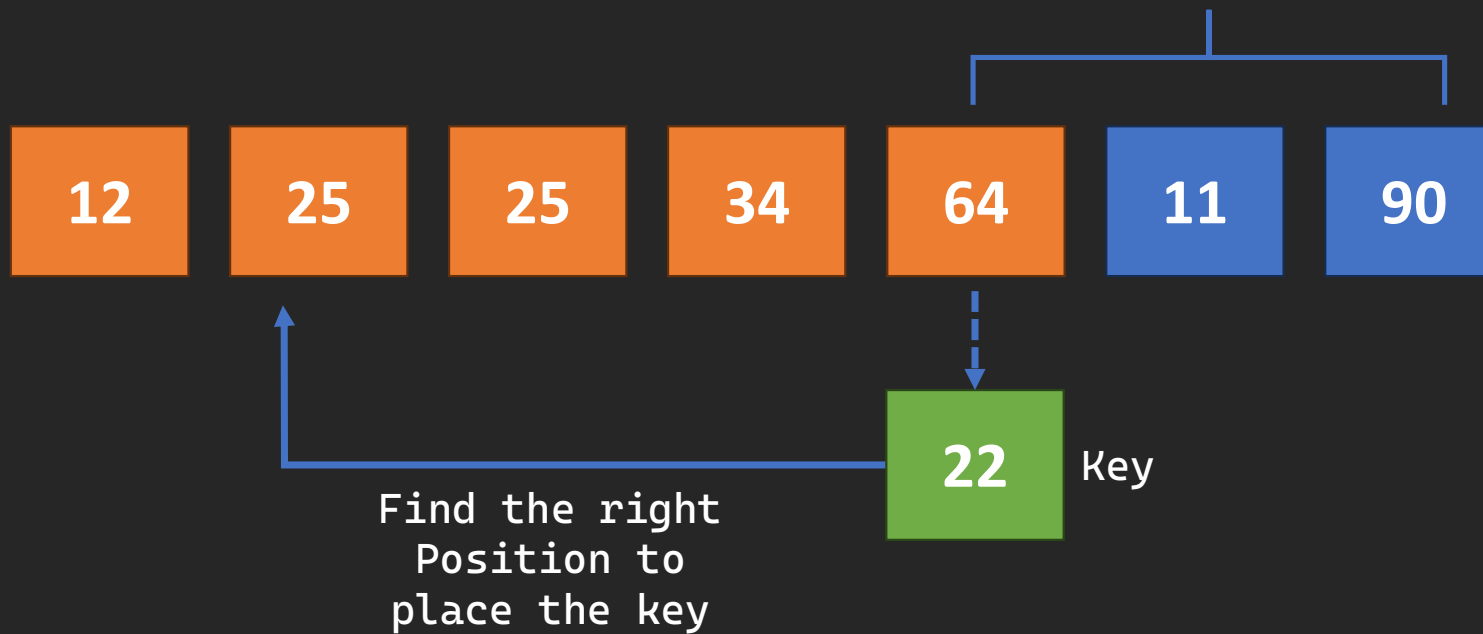 12 25 25 34 64 11 90
22 Key
Find the right
Position to
place the key